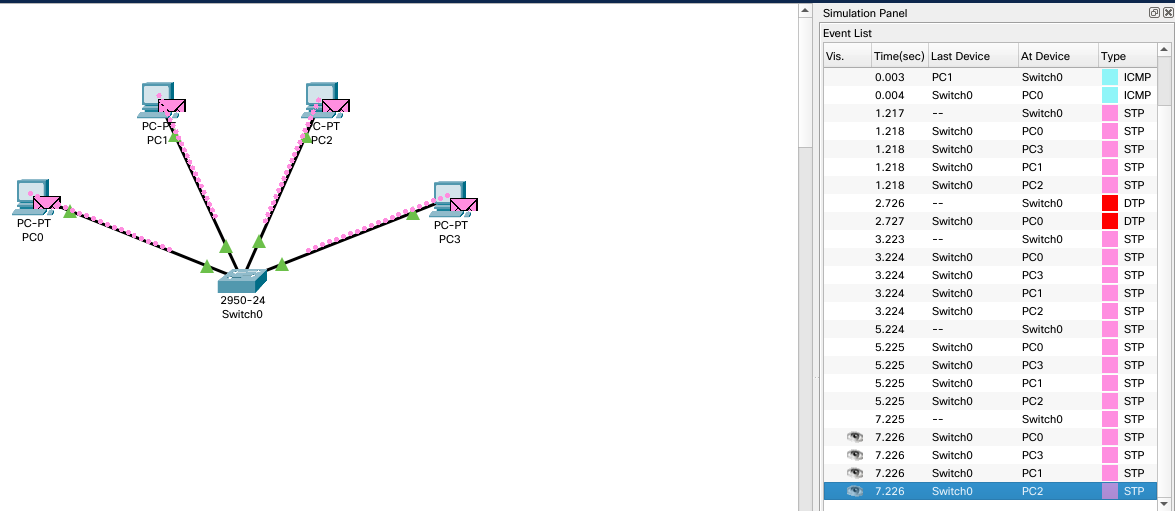 Simulation Panel
Event List
Vis. Time(sec) Last Device At Device Type
0.003 PC1 Switch0 ICMP
0.004 Switch0 PC0 ICMP
1.217 -- Switch0 STP
1.218 Switch0 PC0 STP
1.218 Switch0 PC3 STP
1.218 Switch0 PC1 STP
1.218 Switch0 PC2 STP
2.726 -- Switch0 DTP
2.727 Switch0 PC0 DTP
3.223 -- Switch0 STP
3.224 Switch0 PC0 STP
3.224 Switch0 PC3 STP
3.224 Switch0 PC1 STP
3.224 Switch0 PC2 STP
5.224 -- Switch0 STP
5.225 Switch0 PC0 STP
5.225 Switch0 PC3 STP
5.225 Switch0 PC1 STP
5.225 Switch0 PC2 STP
7.225 -- Switch0 STP
7.226 Switch0 PC0 STP
7.226 Switch0 PC3 STP
7.226 Switch0 PC1 STP
7.226 Switch0 PC2 STP
PC-PT
PC1
PC-PT
PC2
PC-PT
PC0
PC-PT
PC3
2950-24
Switch0